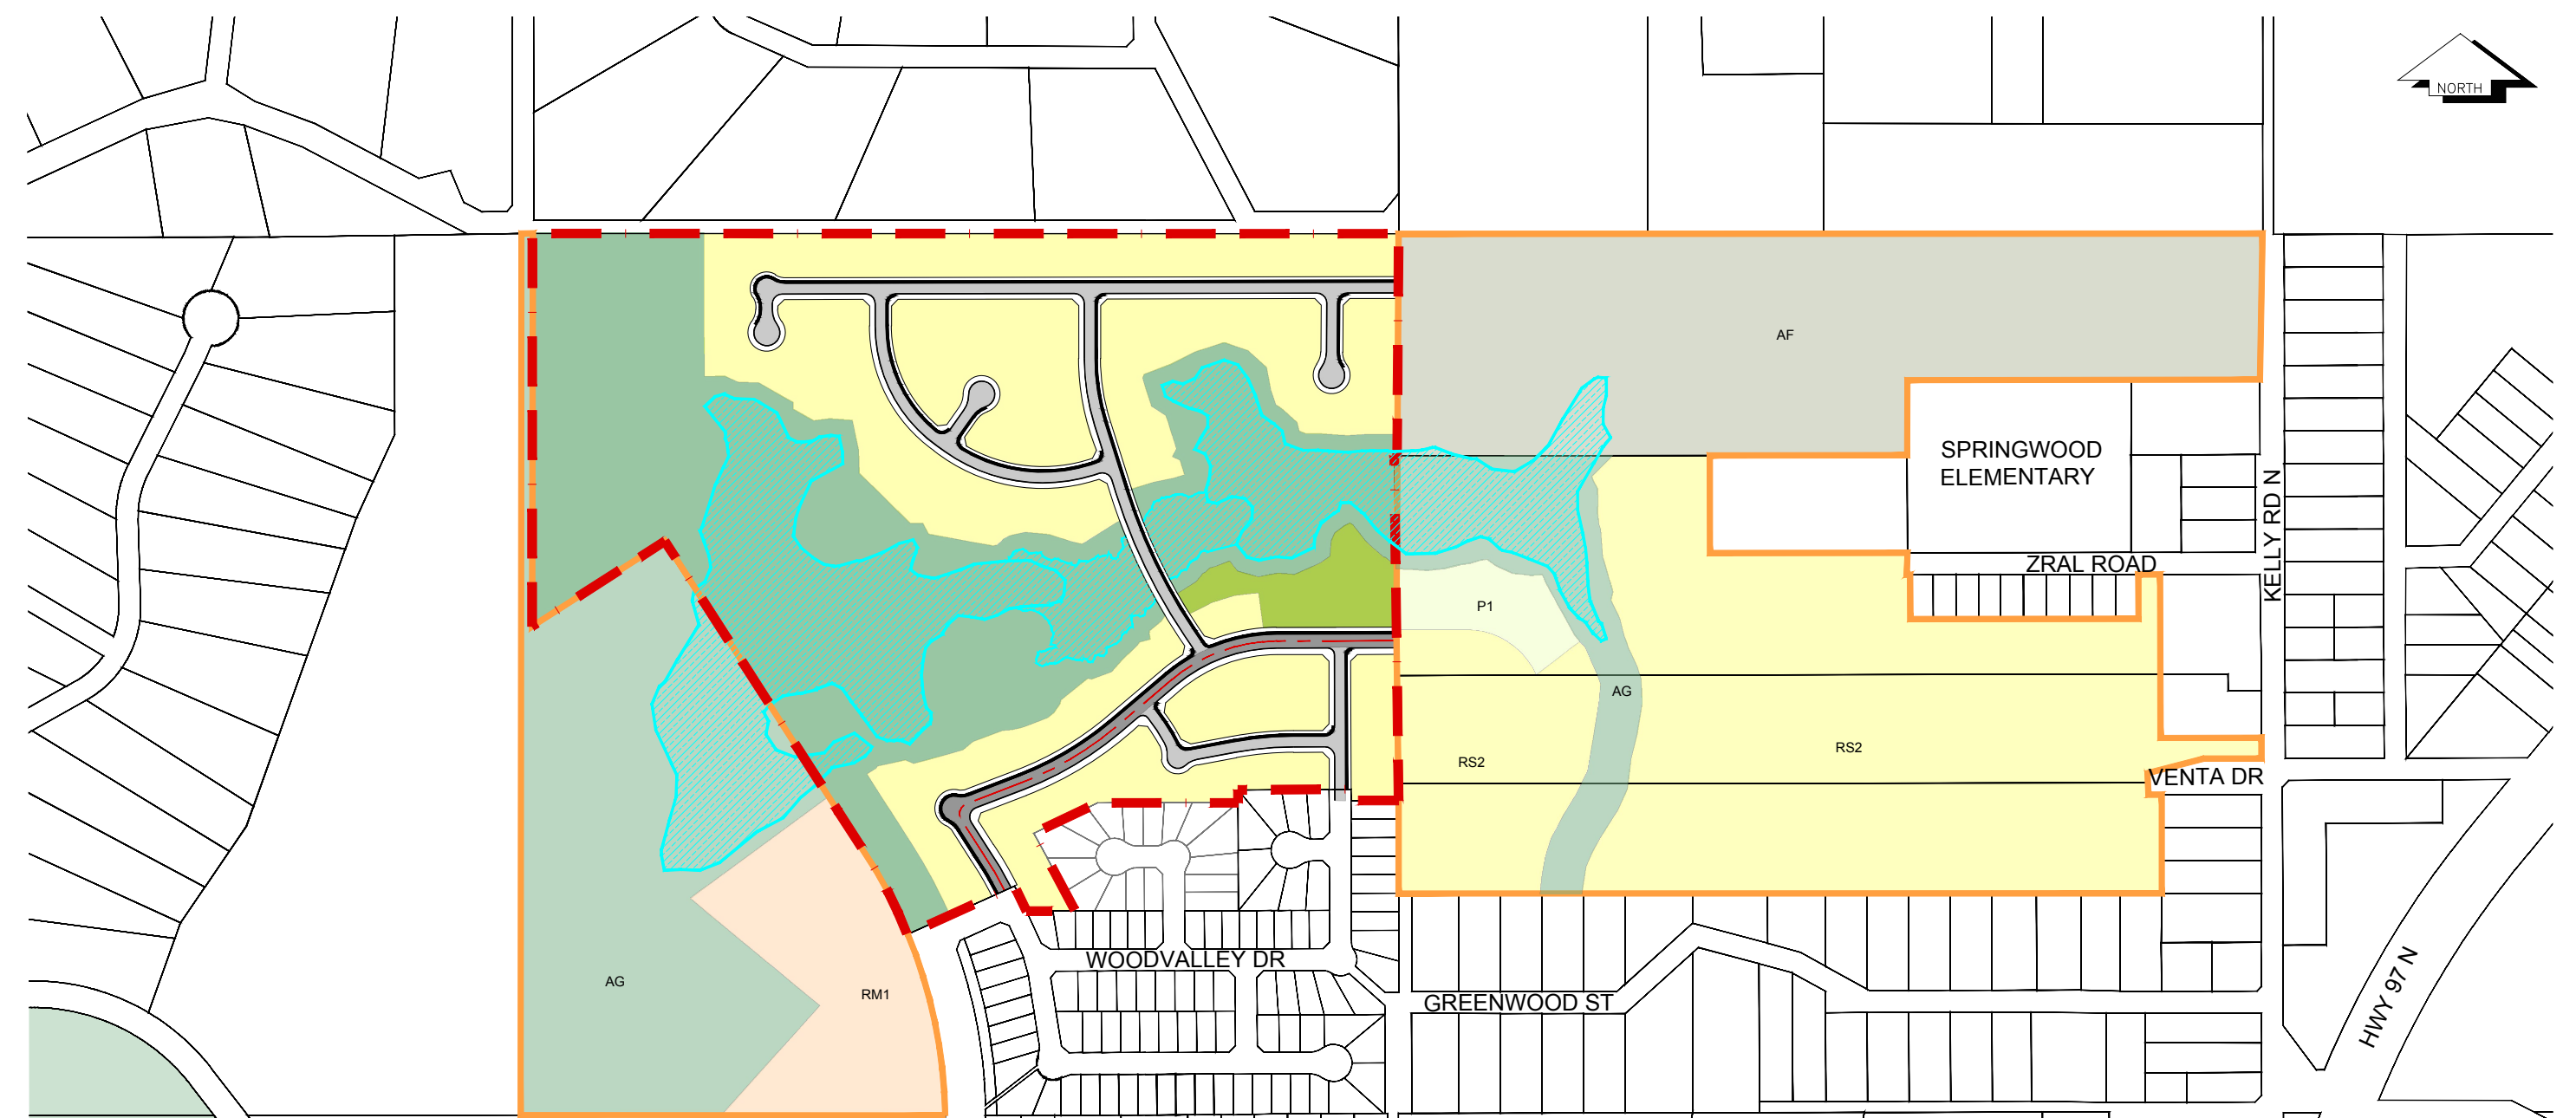 NORTH
AF
SPRINGWOOD
ELEMENTARY
KELLY RD N
ZRAL ROAD
P1
AG
RS2
RS2
VENTA DR
WOODVALLEY DR
AG
RM1
GREENWOOD ST
HWY 97 N